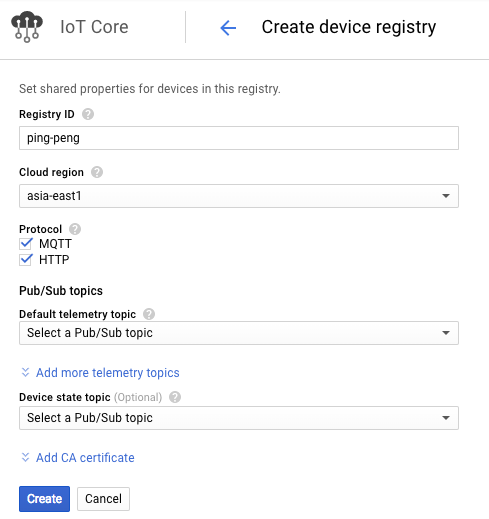 IoT Core
Create device registry
Set shared properties for devices in this registry.
Registry ID ?
ping-peng
Cloud region ?
asia-east1
Protocol ?
MQTT
HTTP
Pub/Sub topics
Default telemetry topic ?
Select a Pub/Sub topic
Add more telemetry topics
Device state topic (Optional) ?
Select a Pub/Sub topic
Add CA certificate
Create Cancel